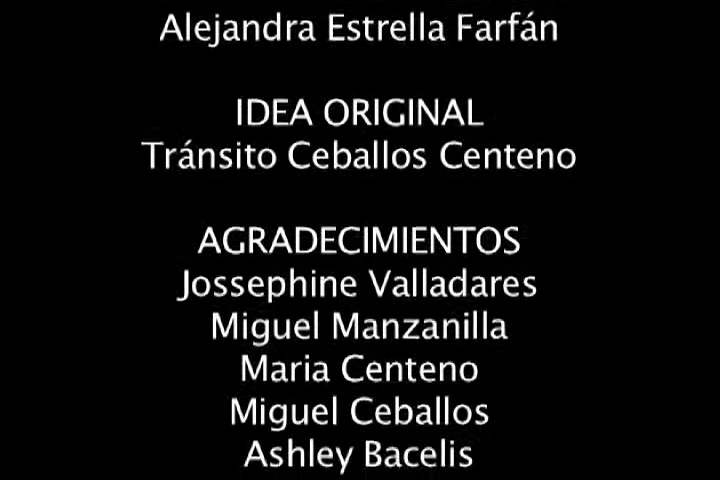 Alejandra Estrella Farfán
IDEA ORIGINAL
Tránsito Ceballos Centeno
AGRADECIMIENTOS
Jossephine Valladares
Miguel Manzanilla
Maria Centeno
Miguel Ceballos
Ashley Bacelis